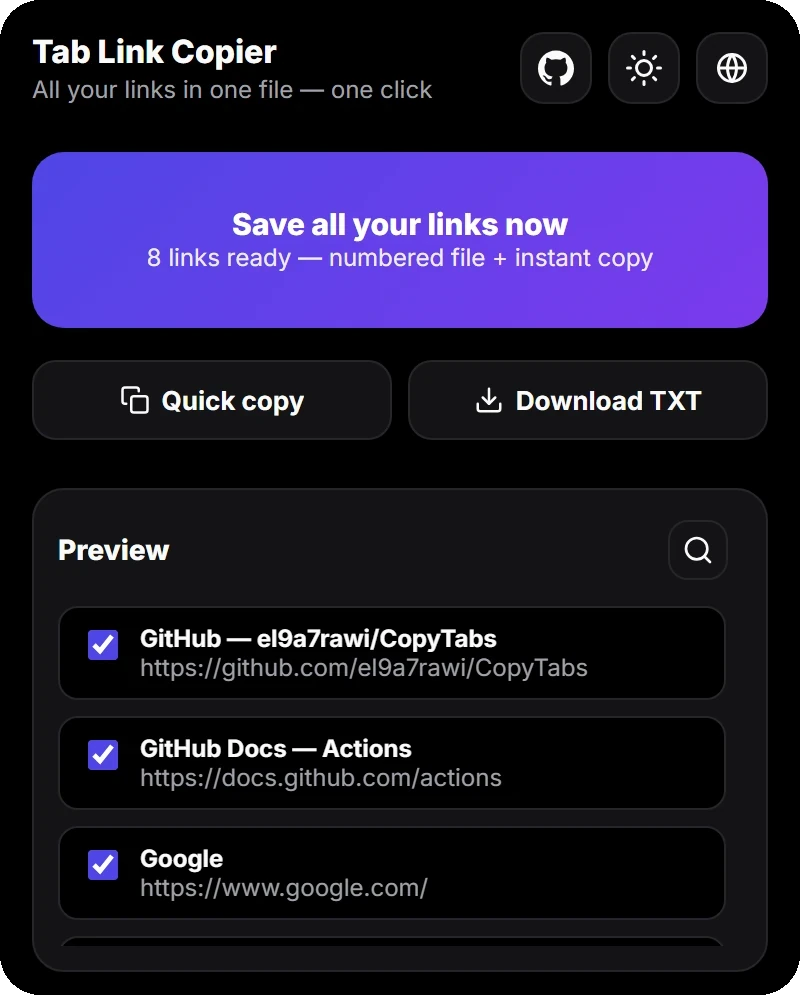 Tab Link Copier
All your links in one file — one click
Save all your links now
8 links ready — numbered file + instant copy
Quick copy
Download TXT
Preview
GitHub — el9a7rawi/CopyTabs
https://github.com/el9a7rawi/CopyTabs
GitHub Docs — Actions
https://docs.github.com/actions
Google
https://www.google.com/